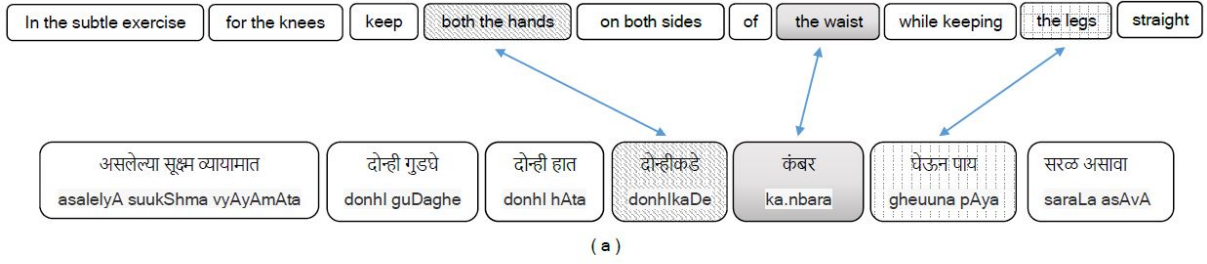 In the subtle exercise for the knees keep both the hands on both sides of the waist while keeping the legs straight
असलेल्या सूक्ष्म व्यायामात दोन्ही गुडघे दोन्ही हात दोन्हीकडे कंबर घेऊन पाय सरळ असावा
asalelyA suukShma vyAyAmAta donhI guDaghe donhI hAta donhIkaDe ka.nbara gheuuna pAya saraLa asAvA
( a )